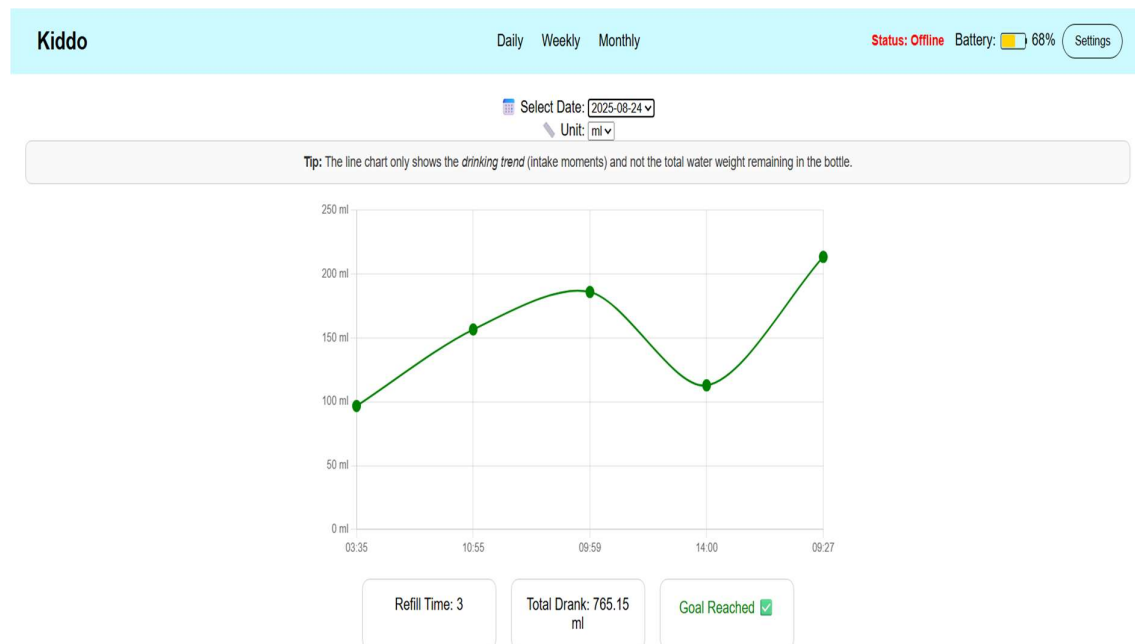 Kiddo
Daily Weekly Monthly
Status: Offline Battery: 68% Settings
Select Date: 2025-08-24
Unit: ml
Tip: The line chart only shows the drinking trend (intake moments) and not the total water weight remaining in the bottle.
250 ml
200 ml
150 ml
100 ml
50 ml
0 ml
03:35 10:55 09:59 14:00 09:27
Refill Time: 3
Total Drank: 765.15
ml
Goal Reached ✅